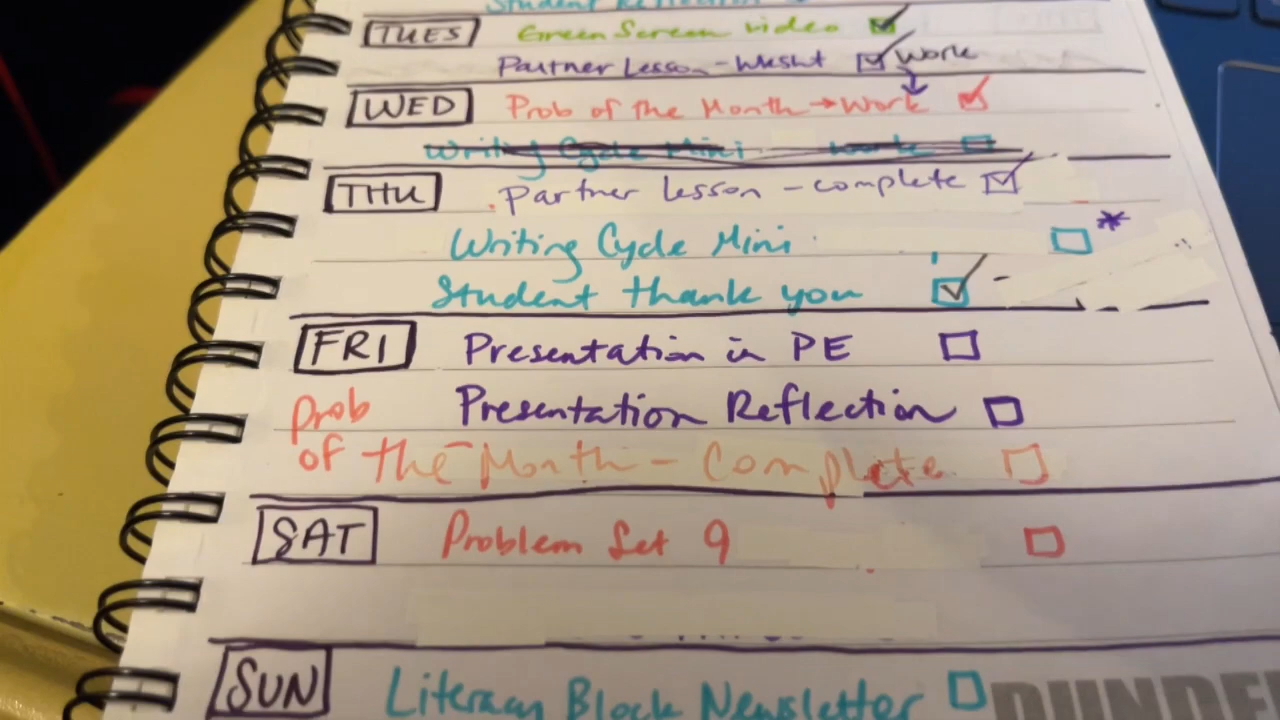 Student Reflection
TUES Green Screen video
Partner Lesson - Wksht work
WED Prob of the Month → Work
Writing Cycle Mini work
THU Partner Lesson - complete
Writing Cycle Mini *
Student thank you -
FRI Presentation in PE
Presentation Reflection
Prob
of the Month - Complete
SAT Problem Set 9
SUN Literacy Block Newsletter